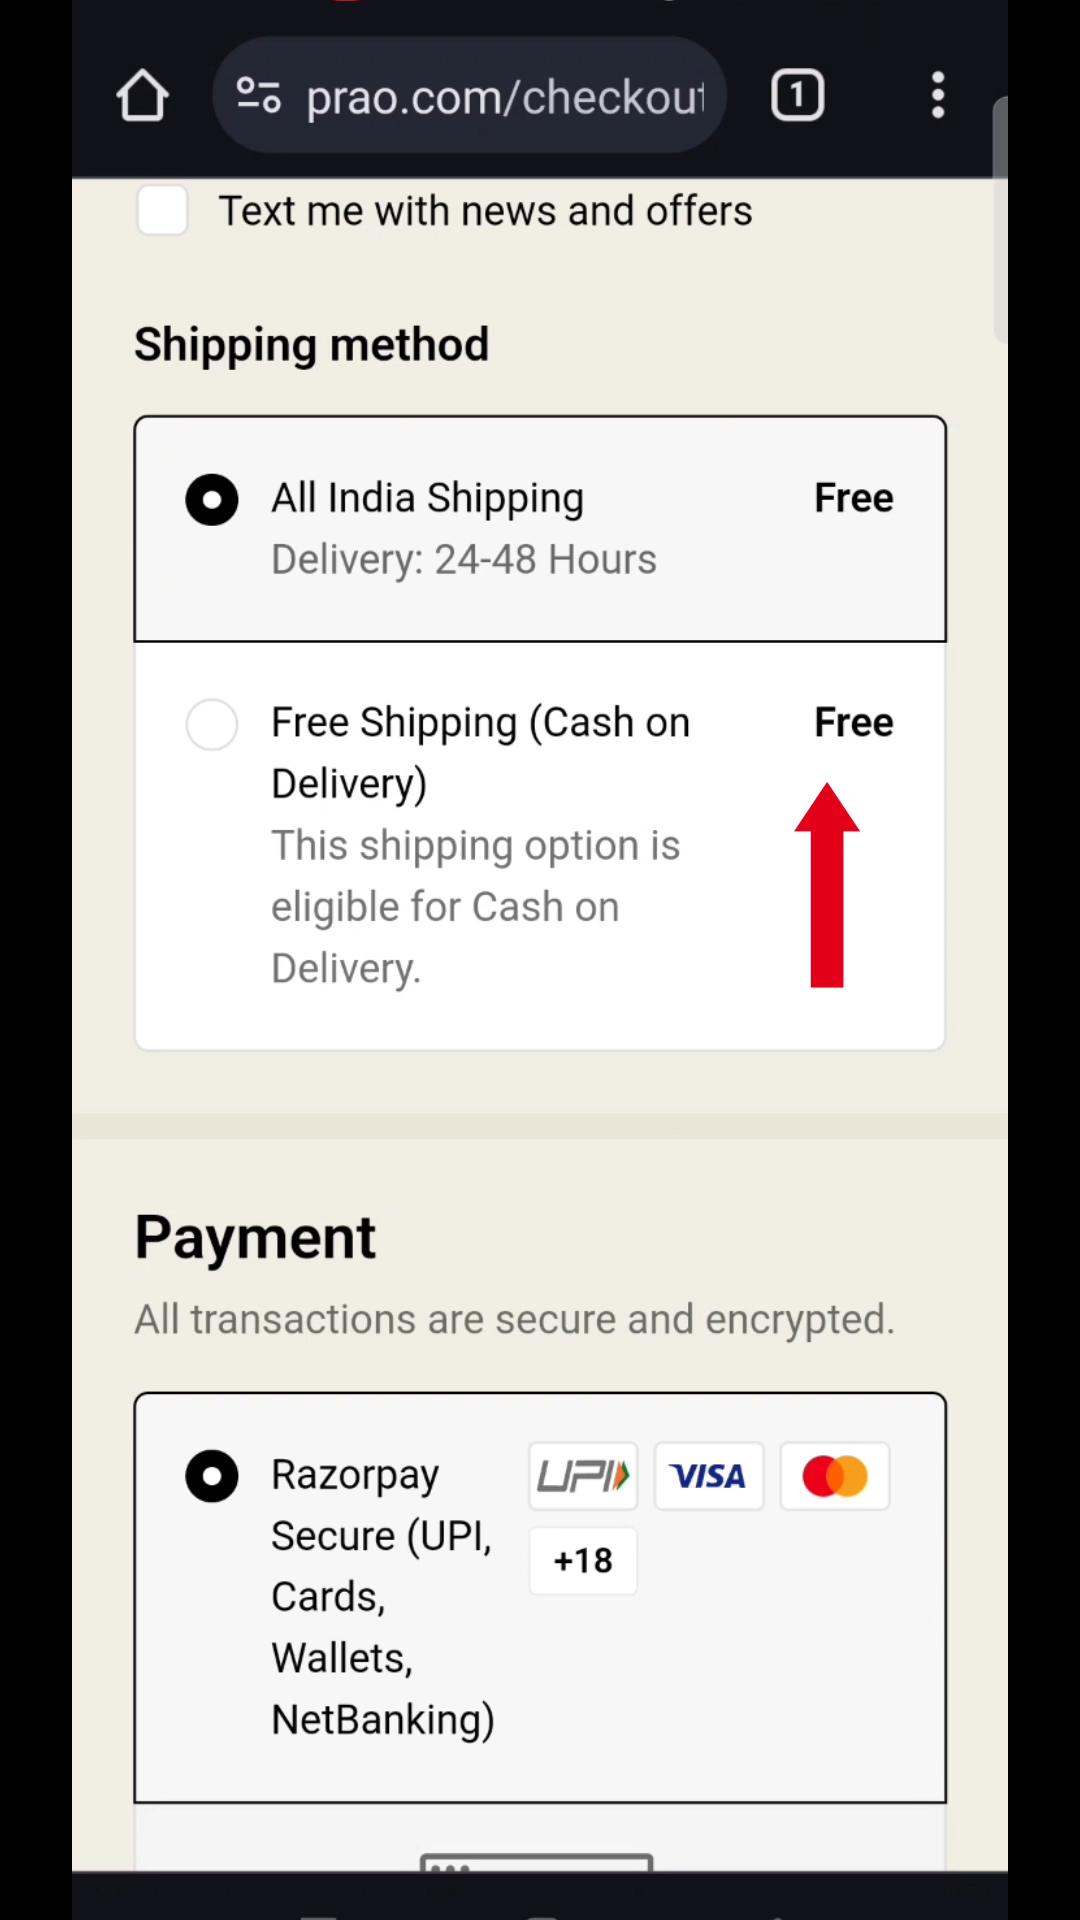 prao.com/checkout
1
Text me with news and offers
Shipping method
All India Shipping
Free
Delivery: 24-48 Hours
Free Shipping (Cash on
Delivery)
Free
This shipping option is
eligible for Cash on
Delivery.
Payment
All transactions are secure and encrypted.
Razorpay
Secure (UPI,
Cards,
Wallets,
NetBanking)
UPI
VISA
+18